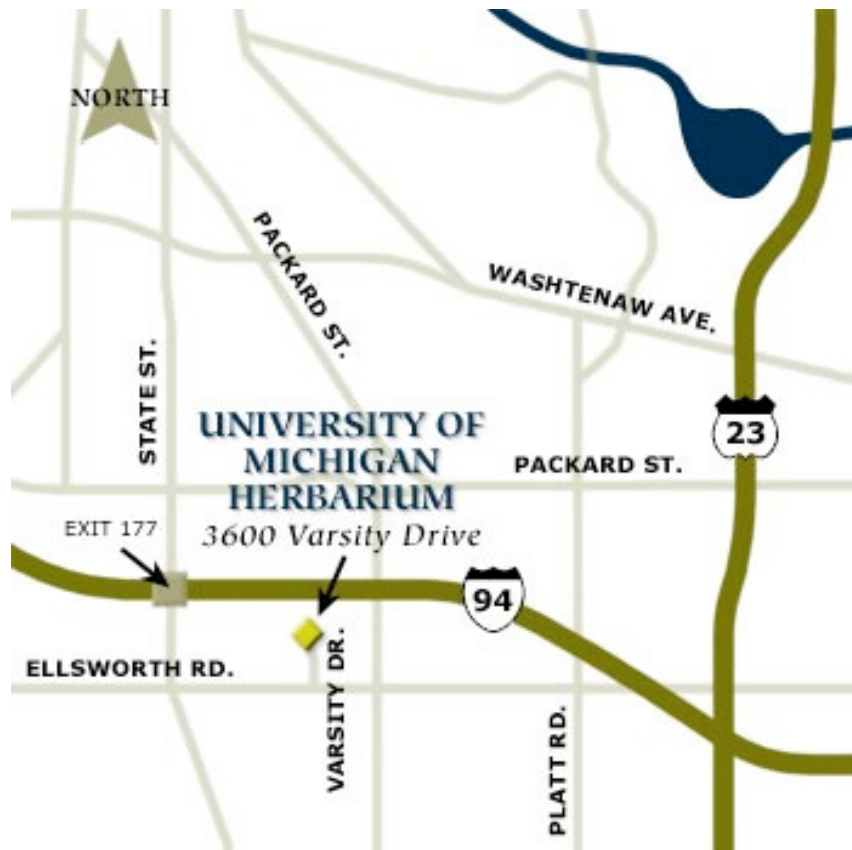 NORTH
PACKARD ST.
WASHTENAW AVE.
STATE ST.
23
UNIVERSITY OF
MICHIGAN
HERBARIUM
3600 Varsity Drive
PACKARD ST.
EXIT 177
94
ELLSWORTH RD.
VARSITY DR.
PLATT RD.